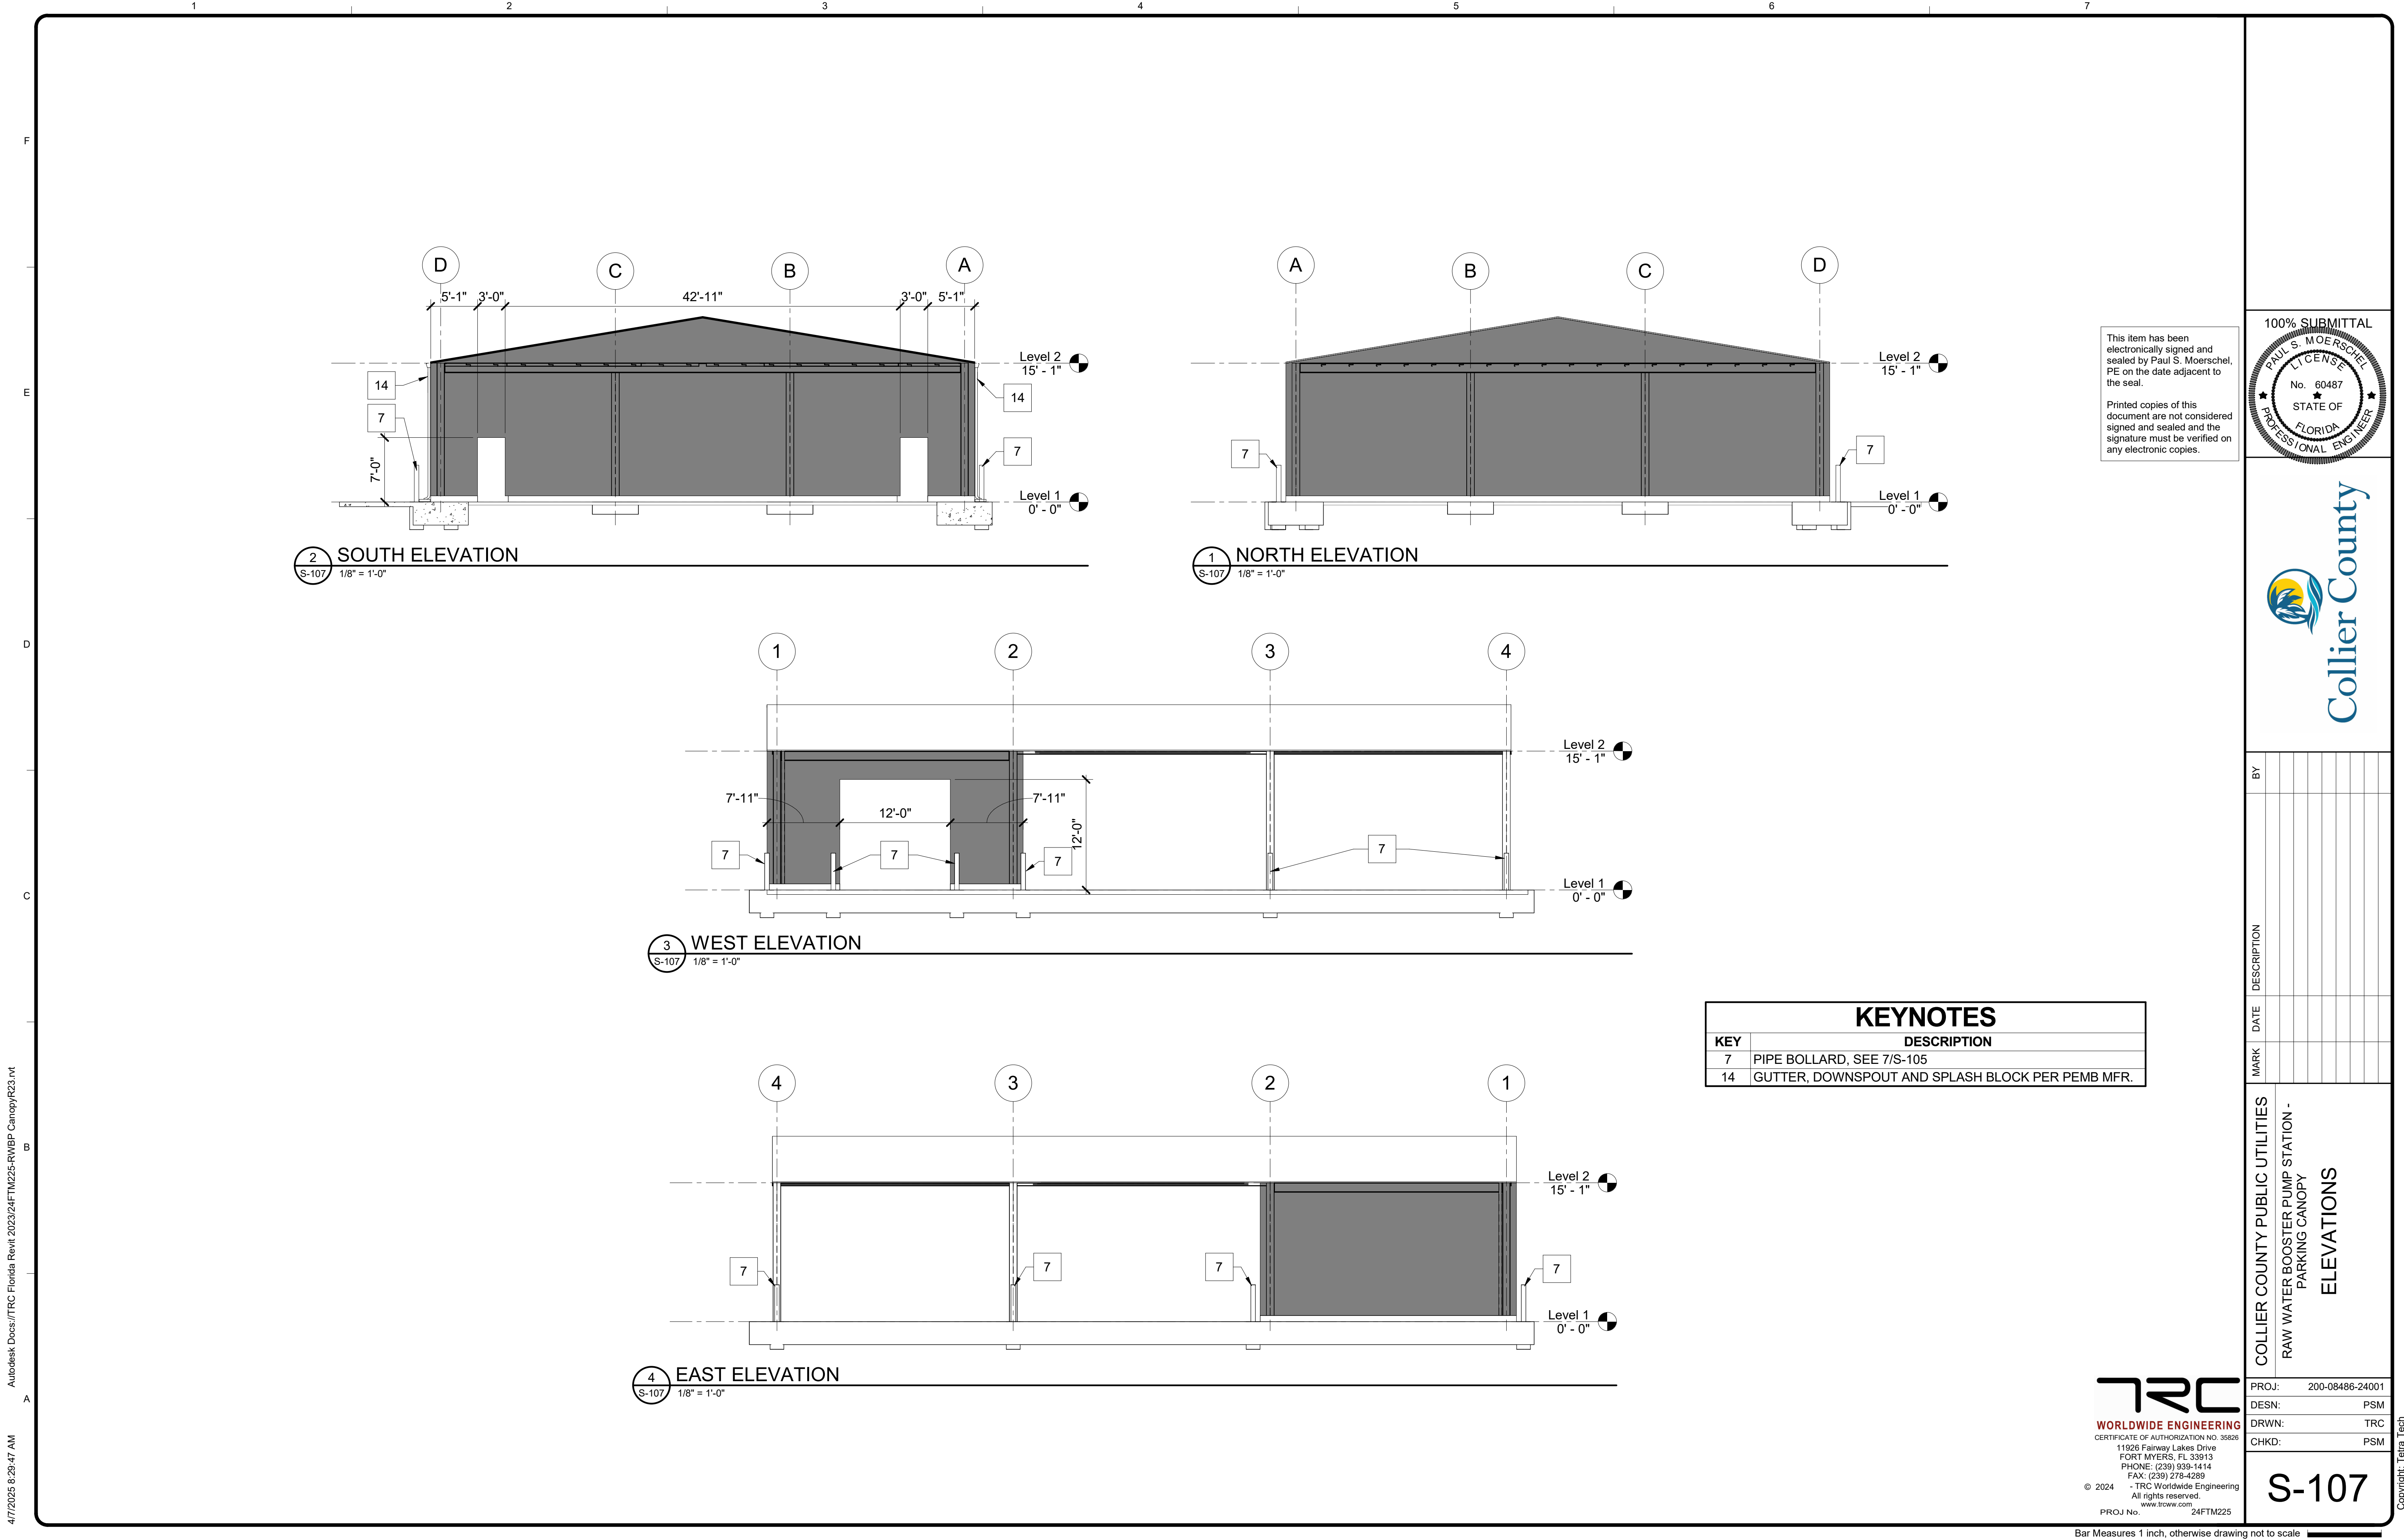 1 2 3 4 5 6 7
F
E
D
C
B
A
D C B A
5'-1" 3'-0" 42'-11" 3'-0" 5'-1"
Level 2
15' - 1"
14
14
7
7
7'-0"
Level 1
0' - 0"
2
S-107
SOUTH ELEVATION
1/8" = 1'-0"
A B C D
Level 2
15' - 1"
7
7
Level 1
0' - 0"
1
S-107
NORTH ELEVATION
1/8" = 1'-0"
1 2 3 4
Level 2
15' - 1"
7'-11"
12'-0"
7'-11"
12'-0"
7
7
7
7
Level 1
0' - 0"
3
S-107
WEST ELEVATION
1/8" = 1'-0"
4 3 2 1
Level 2
15' - 1"
7
7
7
7
Level 1
0' - 0"
4
S-107
EAST ELEVATION
1/8" = 1'-0"
KEYNOTES
KEY DESCRIPTION
7 PIPE BOLLARD, SEE 7/S-105
14 GUTTER, DOWNSPOUT AND SPLASH BLOCK PER PEMB MFR.
This item has been
electronically signed and
sealed by Paul S. Moerschel,
PE on the date adjacent to
the seal.
Printed copies of this
document are not considered
signed and sealed and the
signature must be verified on
any electronic copies.
100% SUBMITTAL
PAUL S. MOERSCHEL
LICENSE
No. 60487
STATE OF
FLORIDA
PROFESSIONAL ENGINEER
Collier County
BY
DESCRIPTION
DATE
MARK
COLLIER COUNTY PUBLIC UTILITIES
RAW WATER BOOSTER PUMP STATION -
PARKING CANOPY
ELEVATIONS
TRC
WORLDWIDE ENGINEERING
CERTIFICATE OF AUTHORIZATION NO. 35826
11926 Fairway Lakes Drive
FORT MYERS, FL 33913
PHONE: (239) 939-1414
FAX: (239) 278-4289
© 2024 - TRC Worldwide Engineering
All rights reserved.
www.trcww.com
PROJ No. 24FTM225
PROJ: 200-08486-24001
DESN: PSM
DRWN: TRC
CHKD: PSM
S-107
Copyright: Tetra Tech
Bar Measures 1 inch, otherwise drawing not to scale
4/7/2025 8:29:47 AM Autodesk Docs://TRC Florida Revit 2023/24FTM225-RWBP CanopyR23.rvt